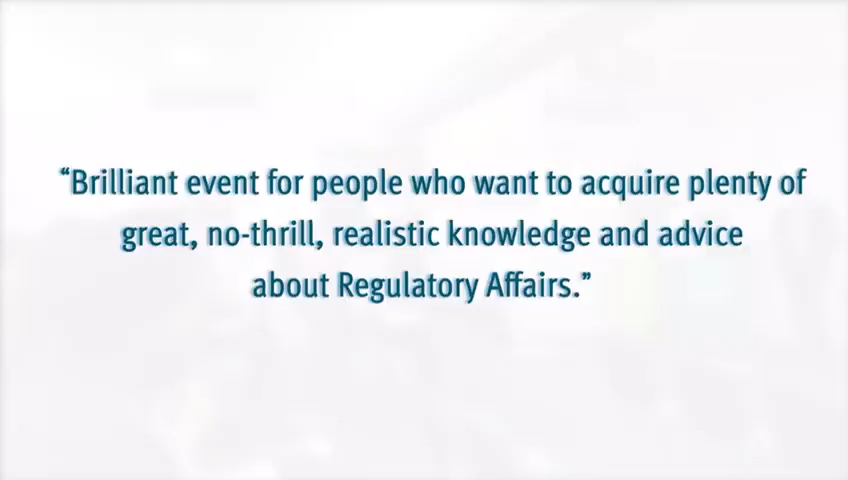 “Brilliant event for people who want to acquire plenty of
great, no-thrill, realistic knowledge and advice
about Regulatory Affairs.”